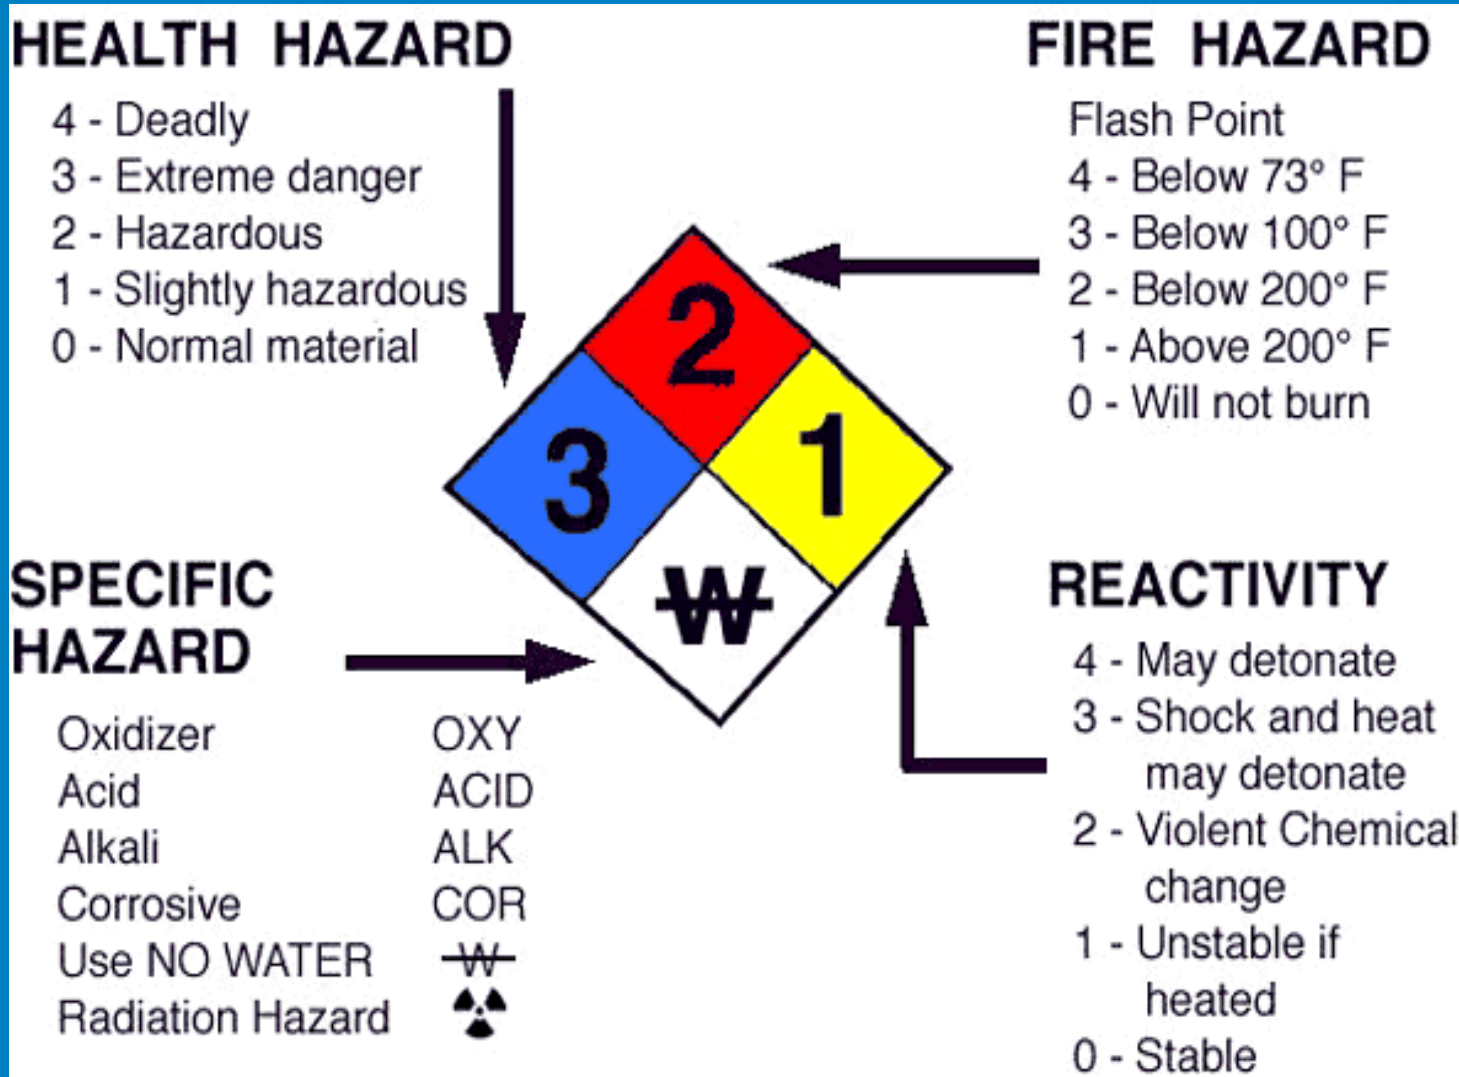 HEALTH HAZARD
4 - Deadly
3 - Extreme danger
2 - Hazardous
1 - Slightly hazardous
0 - Normal material
FIRE HAZARD
Flash Point
4 - Below 73° F
3 - Below 100° F
2 - Below 200° F
1 - Above 200° F
0 - Will not burn
2
3
1
W
SPECIFIC
HAZARD
Oxidizer OXY
Acid ACID
Alkali ALK
Corrosive COR
Use NO WATER W
Radiation Hazard
REACTIVITY
4 - May detonate
3 - Shock and heat
may detonate
2 - Violent Chemical
change
1 - Unstable if
heated
0 - Stable